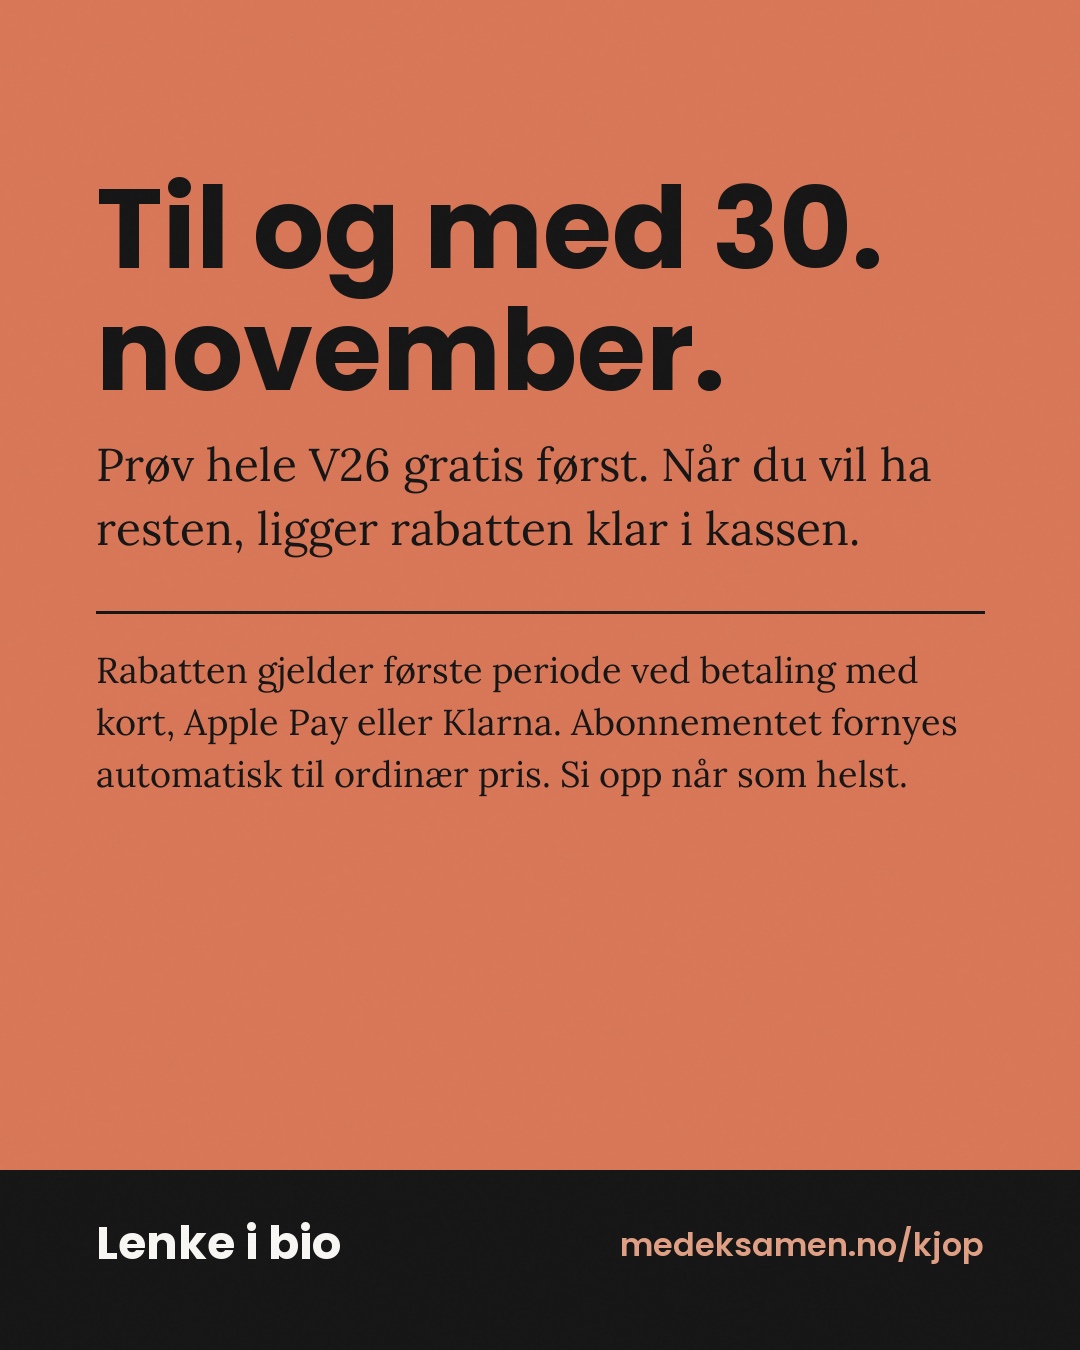 Til og med 30.
november.
Prøv hele V26 gratis først. Når du vil ha
resten, ligger rabatten klar i kassen.
Rabatten gjelder første periode ved betaling med
kort, Apple Pay eller Klarna. Abonnementet fornyes
automatisk til ordinær pris. Si opp når som helst.
Lenke i bio
medeksamen.no/kjop